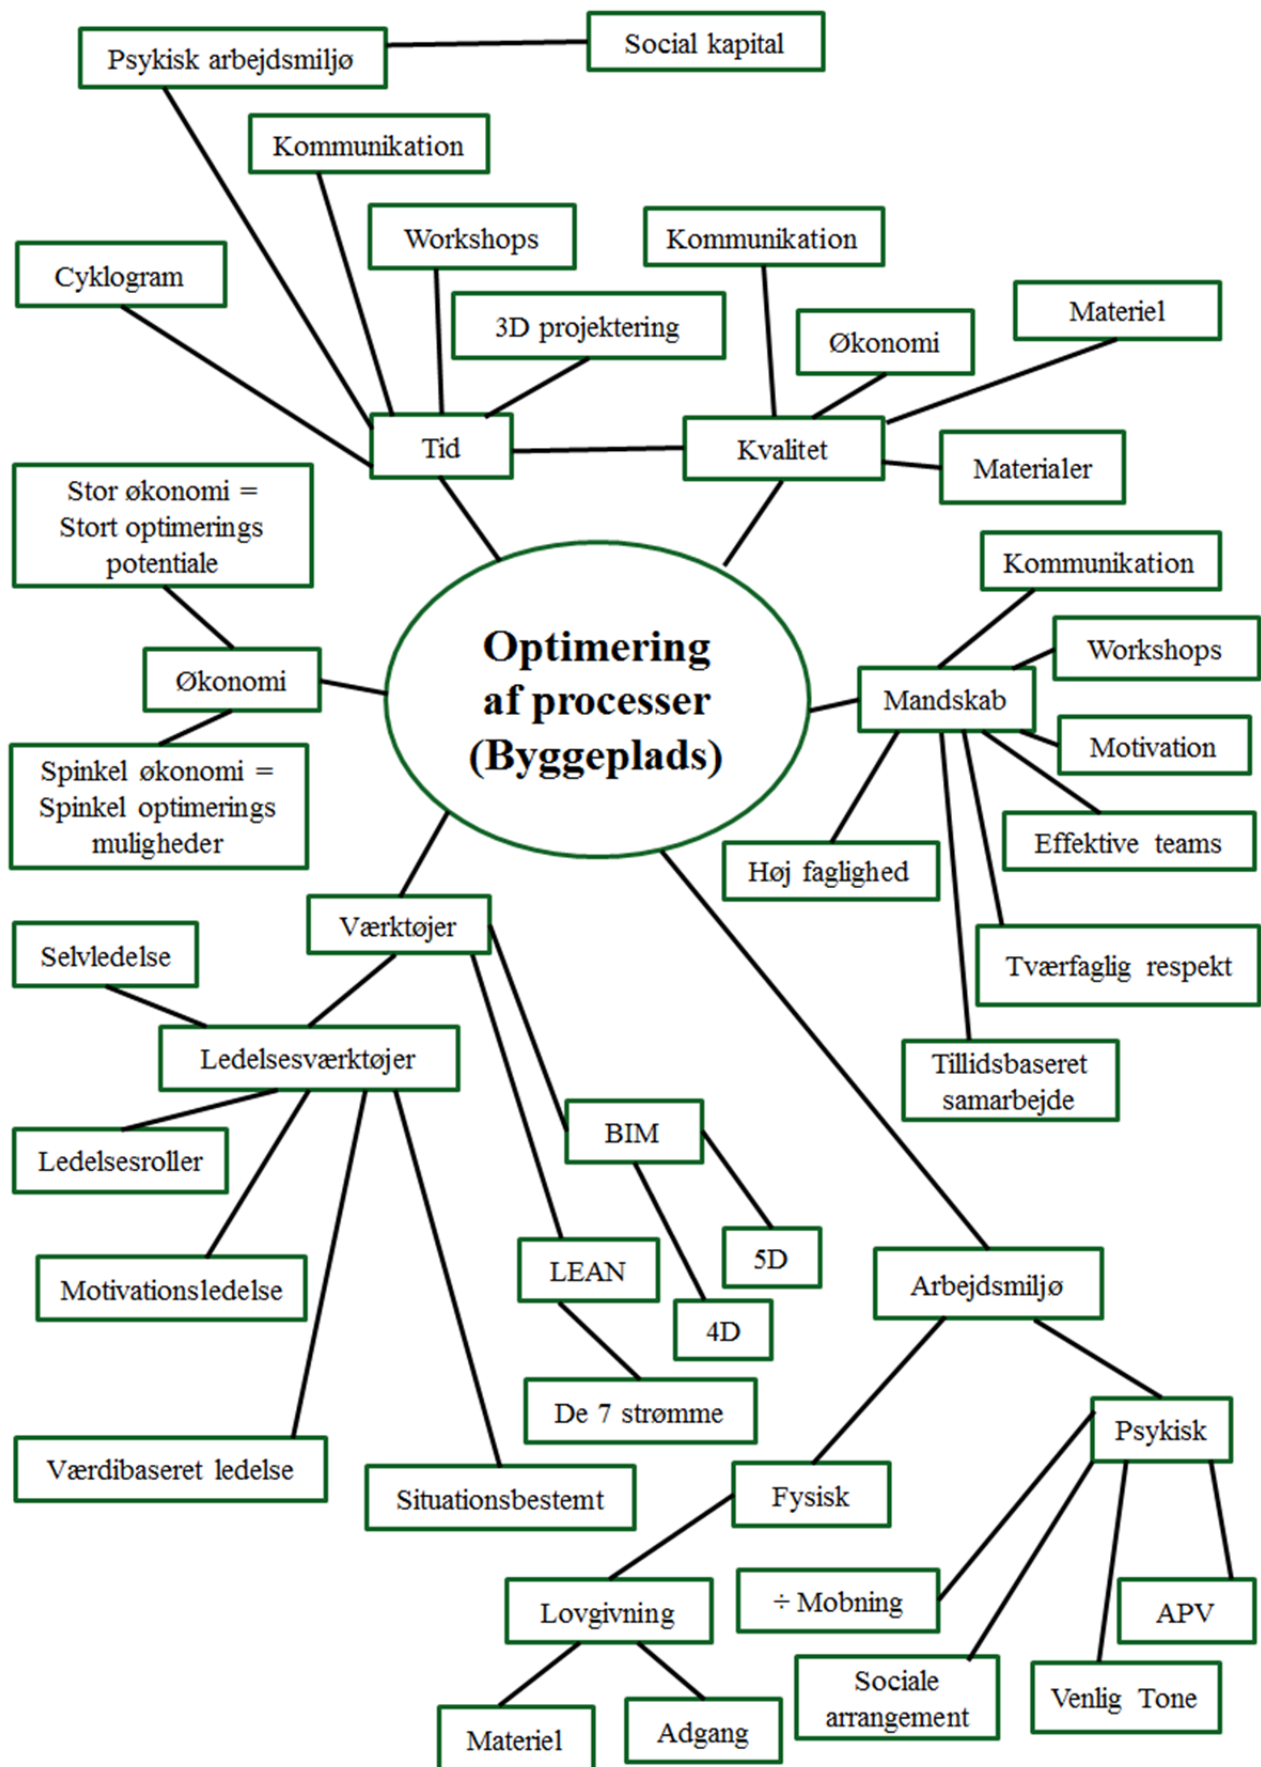 Psykisk arbejdsmiljø
Social kapital
Kommunikation
Workshops
Kommunikation
Cyklogram
3D projektering
Økonomi
Materiel
Tid
Kvalitet
Materialer
Stor økonomi =
Stort optimerings
potentiale
Kommunikation
Økonomi
Optimering
af processer
(Byggeplads)
Workshops
Mandskab
Motivation
Spinkel økonomi =
Spinkel optimerings
muligheder
Effektive teams
Høj faglighed
Værktøjer
Selvledelse
Tværfaglig respekt
Ledelsesværktøjer
Tillidsbaseret
samarbejde
BIM
Ledelsesroller
5D
LEAN
Arbejdsmiljø
Motivationsledelse
4D
De 7 strømme
Psykisk
Værdibaseret ledelse
Situationsbestemt
Fysisk
Lovgivning
÷ Mobning
APV
Sociale
arrangement
Venlig Tone
Materiel
Adgang